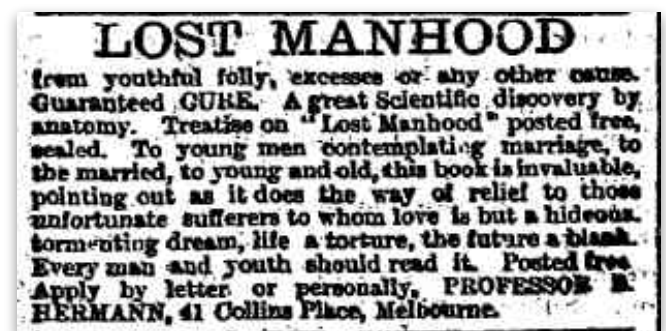 LOST MANHOOD
from youthful folly, excesses or any other cause.
Guaranteed CURE. A great Scientific discovery by
anatomy. Treatise on "Lost Manhood" posted free,
sealed. To young men contemplating marriage, to
the married, to young and old, this book is invaluable,
pointing out as it does the way of relief to those
unfortunate sufferers to whom love is but a hideous.
tormenting dream, life a torture, the future a blank.
Every man and youth should read it. Posted free
Apply by letter or personally, PROFESSOR
HERMANN, 41 Collins Place, Melbourne.